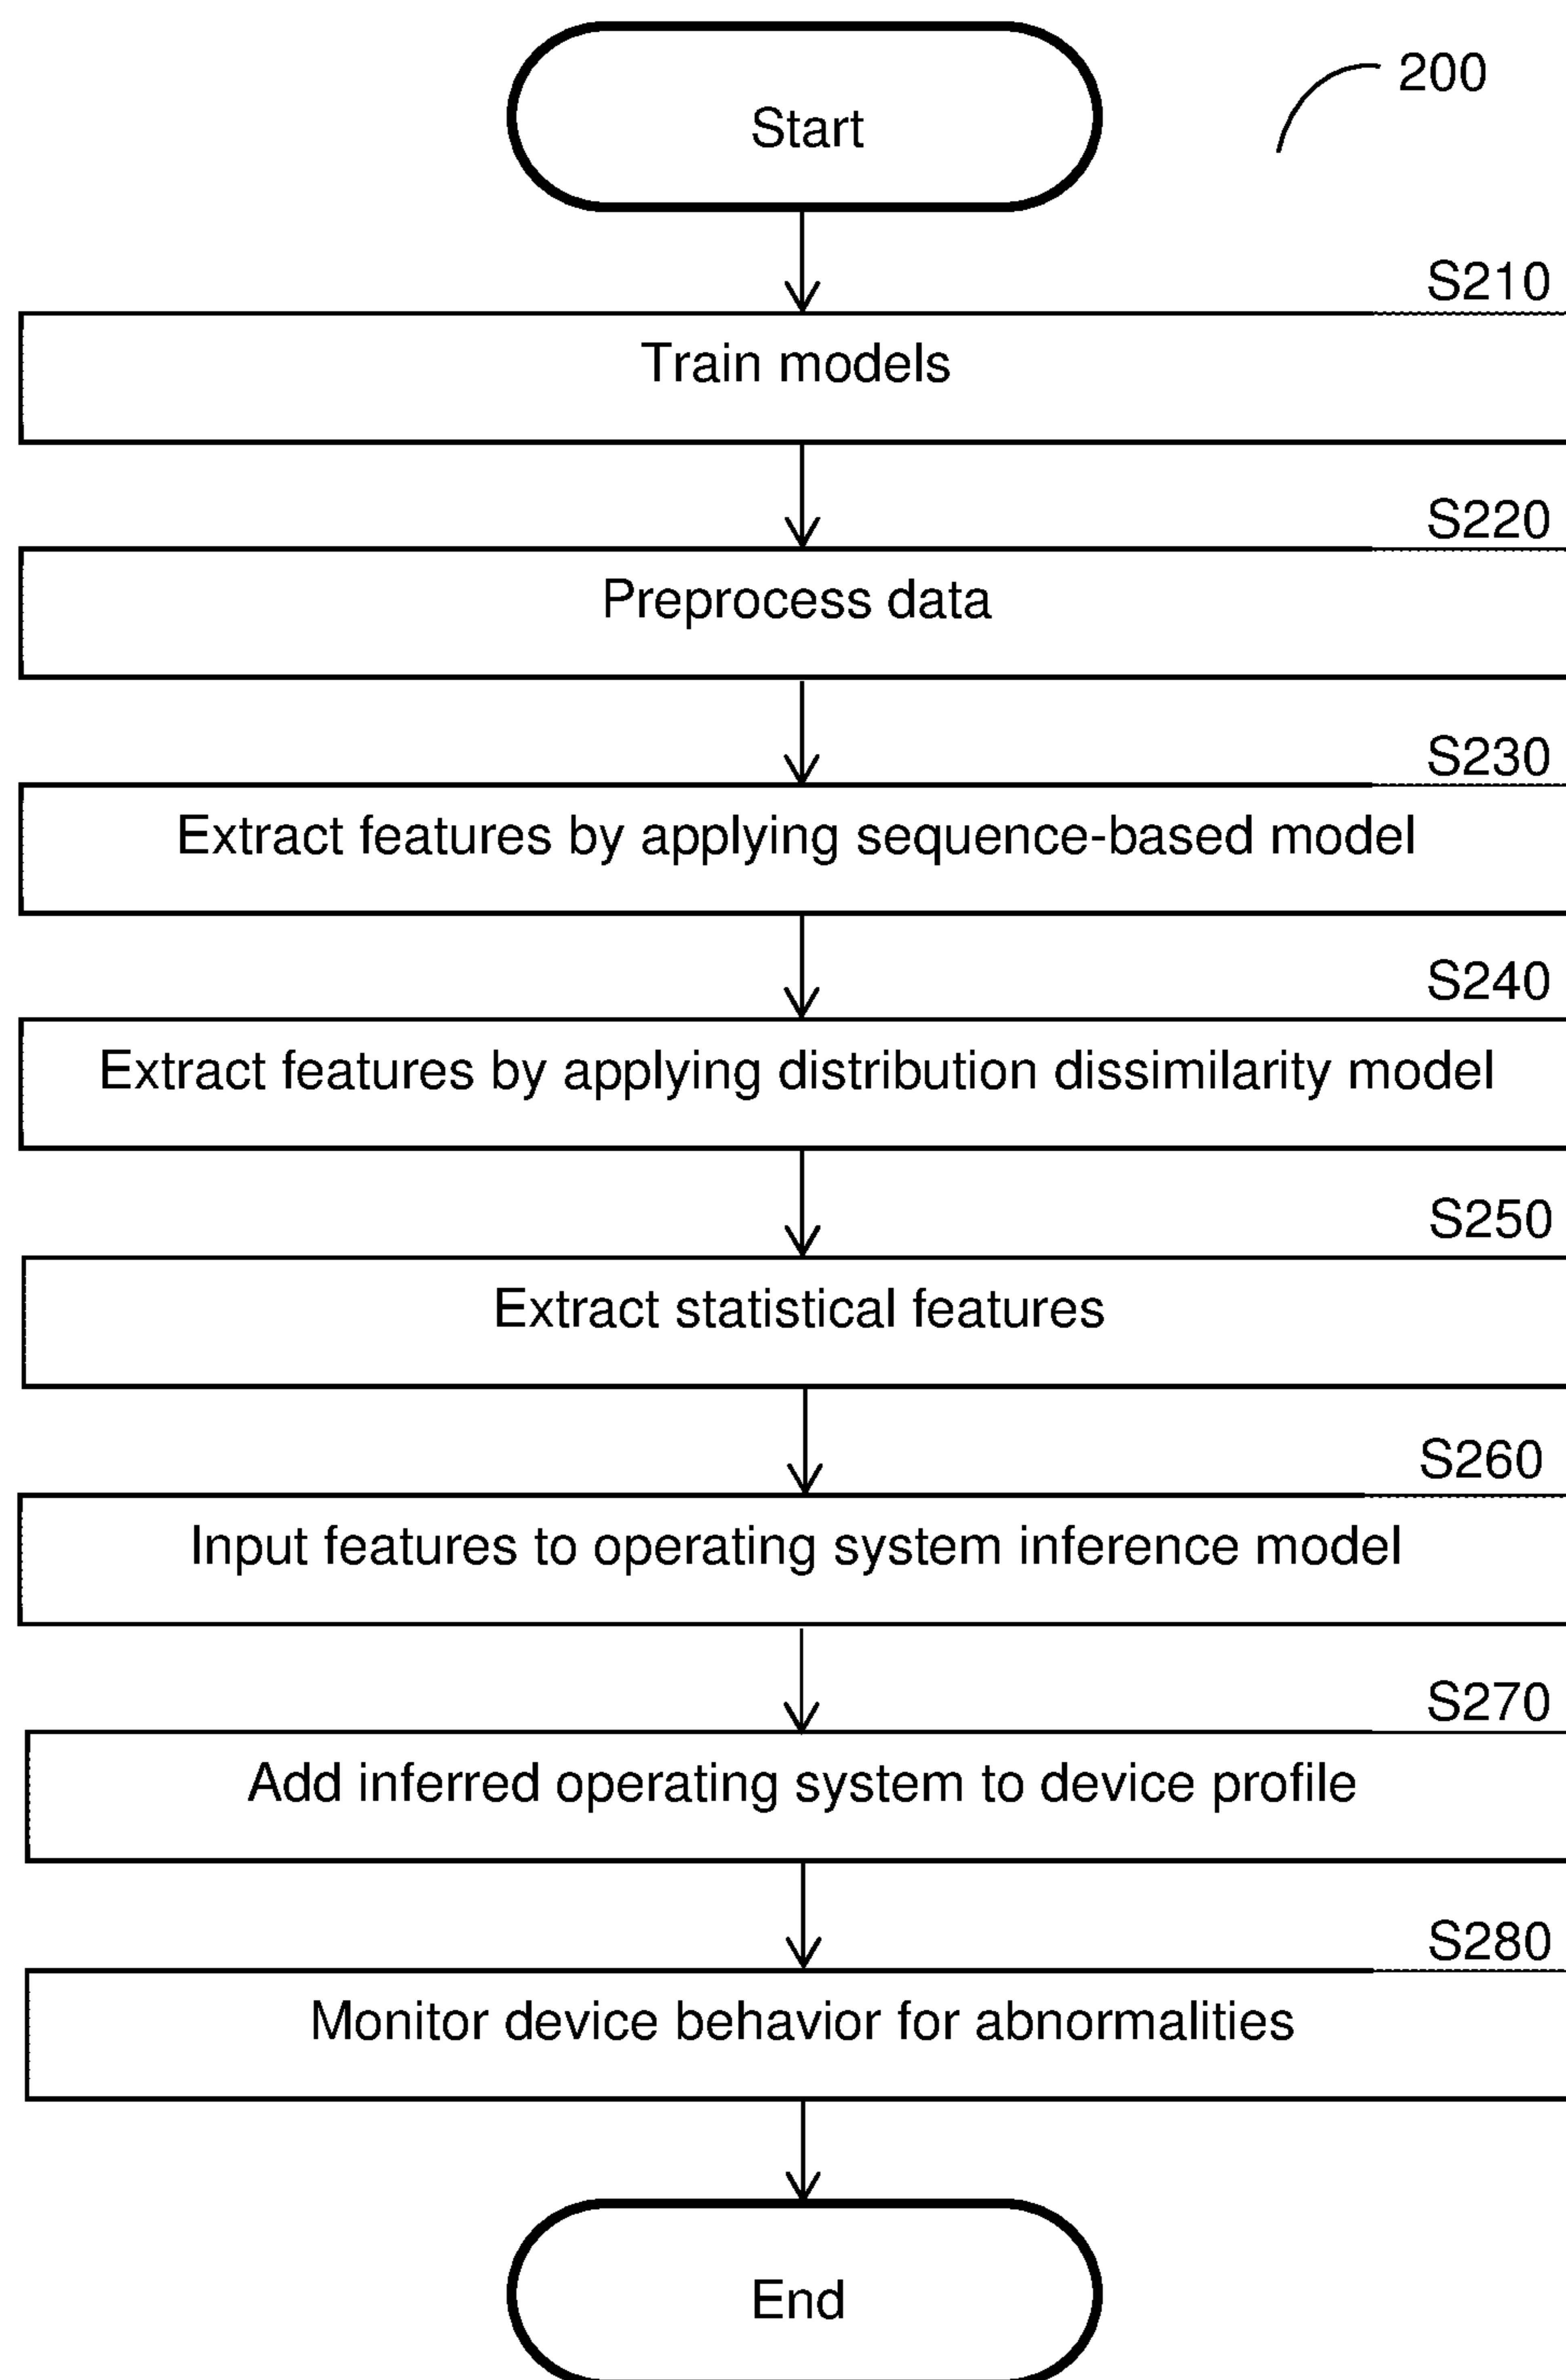 Start
200
S210
Train models
S220
Preprocess data
S230
Extract features by applying sequence-based model
S240
Extract features by applying distribution dissimilarity model
S250
Extract statistical features
S260
Input features to operating system inference model
S270
Add inferred operating system to device profile
S280
Monitor device behavior for abnormalities
End